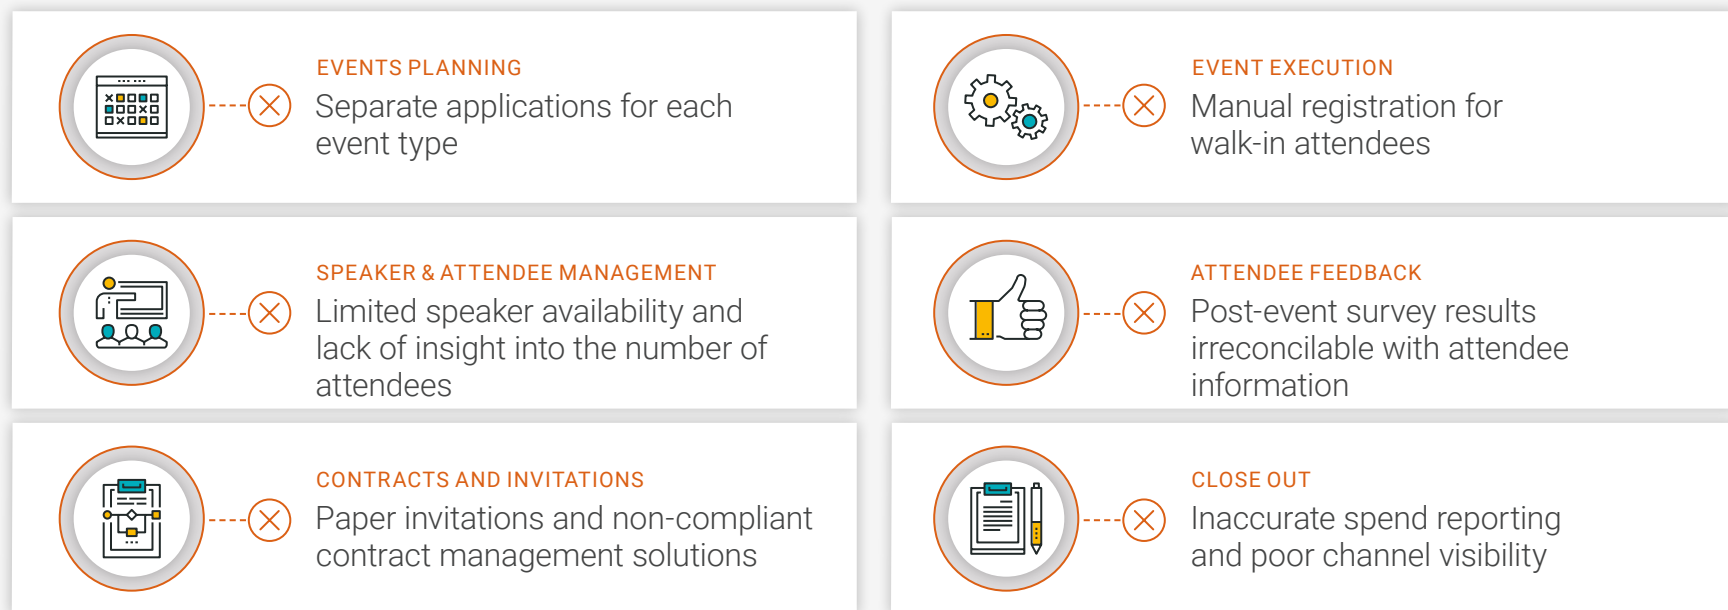 EVENTS PLANNING
Separate applications for each
event type
SPEAKER & ATTENDEE MANAGEMENT
Limited speaker availability and
lack of insight into the number of
attendees
CONTRACTS AND INVITATIONS
Paper invitations and non-compliant
contract management solutions
EVENT EXECUTION
Manual registration for
walk-in attendees
ATTENDEE FEEDBACK
Post-event survey results
irreconcilable with attendee
information
CLOSE OUT
Inaccurate spend reporting
and poor channel visibility